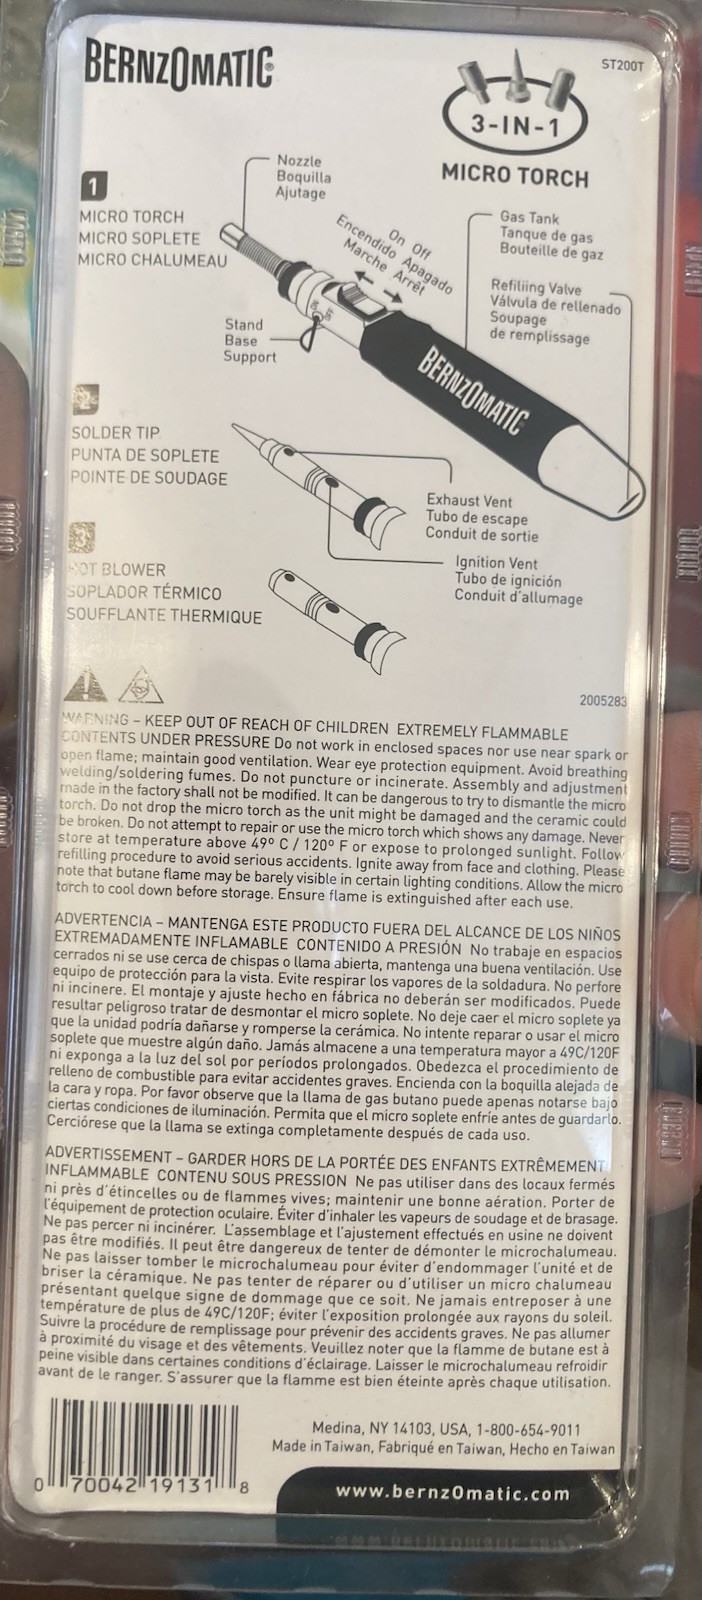 BERNZOMATIC®
ST200T
3-IN-1
MICRO TORCH
1
MICRO TORCH
MICRO SOPLETE
MICRO CHALUMEAU
Nozzle
Boquilla
Ajutage
On Off
Encendido Apagado
Marche Arrêt
Gas Tank
Tanque de gas
Bouteille de gaz
Refiliing Valve
Válvula de rellenado
Soupage
de remplissage
Stand
Base
Support
ON
OFF
BERNZOMATIC
2
SOLDER TIP
PUNTA DE SOPLETE
POINTE DE SOUDAGE
Exhaust Vent
Tubo de escape
Conduit de sortie
Ignition Vent
Tubo de ignición
Conduit d'allumage
3
HOT BLOWER
SOPLADOR TÉRMICO
SOUFFLANTE THERMIQUE
2005283
WARNING – KEEP OUT OF REACH OF CHILDREN EXTREMELY FLAMMABLE
CONTENTS UNDER PRESSURE Do not work in enclosed spaces nor use near spark or
open flame; maintain good ventilation. Wear eye protection equipment. Avoid breathing
welding/soldering fumes. Do not puncture or incinerate. Assembly and adjustment
made in the factory shall not be modified. It can be dangerous to try to dismantle the micro
torch. Do not drop the micro torch as the unit might be damaged and the ceramic could
be broken. Do not attempt to repair or use the micro torch which shows any damage. Never
store at temperature above 49º C / 120º F or expose to prolonged sunlight. Follow
refilling procedure to avoid serious accidents. Ignite away from face and clothing. Please
note that butane flame may be barely visible in certain lighting conditions. Allow the micro
torch to cool down before storage. Ensure flame is extinguished after each use.
ADVERTENCIA – MANTENGA ESTE PRODUCTO FUERA DEL ALCANCE DE LOS NIÑOS
EXTREMADAMENTE INFLAMABLE CONTENIDO A PRESIÓN No trabaje en espacios
cerrados ni se use cerca de chispas o llama abierta, mantenga una buena ventilación. Use
equipo de protección para la vista. Evite respirar los vapores de la soldadura. No perfore
ni incinere. El montaje y ajuste hecho en fábrica no deberán ser modificados. Puede
resultar peligroso tratar de desmontar el micro soplete. No deje caer el micro soplete ya
que la unidad podría dañarse y romperse la cerámica. No intente reparar o usar el micro
soplete que muestre algún daño. Jamás almacene a una temperatura mayor a 49C/120F
ni exponga a la luz del sol por períodos prolongados. Obedezca el procedimiento de
relleno de combustible para evitar accidentes graves. Encienda con la boquilla alejada de
la cara y ropa. Por favor observe que la llama de gas butano puede apenas notarse bajo
ciertas condiciones de iluminación. Permita que el micro soplete enfríe antes de guardarlo.
Cerciórese que la llama se extinga completamente después de cada uso.
ADVERTISSEMENT – GARDER HORS DE LA PORTÉE DES ENFANTS EXTRÊMEMENT
INFLAMMABLE CONTENU SOUS PRESSION Ne pas utiliser dans des locaux fermés
ni près d'étincelles ou de flammes vives; maintenir une bonne aération. Porter de
l'équipement de protection oculaire. Éviter d'inhaler les vapeurs de soudage et de brasage.
Ne pas percer ni incinérer. L'assemblage et l'ajustement effectués en usine ne doivent
pas être modifiés. Il peut être dangereux de tenter de démonter le microchalumeau.
Ne pas laisser tomber le microchalumeau pour éviter d'endommager l'unité et de
briser la céramique. Ne pas tenter de réparer ou d'utiliser un micro chalumeau
présentant quelque signe de dommage que ce soit. Ne jamais entreposer à une
température de plus de 49C/120F; éviter l'exposition prolongée aux rayons du soleil.
Suivre la procédure de remplissage pour prévenir des accidents graves. Ne pas allumer
à proximité du visage et des vêtements. Veuillez noter que la flamme de butane est à
peine visible dans certaines conditions d'éclairage. Laisser le microchalumeau refroidir
avant de le ranger. S'assurer que la flamme est bien éteinte après chaque utilisation.
Medina, NY 14103, USA, 1-800-654-9011
Made in Taiwan, Fabriqué en Taiwan, Hecho en Taiwan
0 70042 19131 8
www.bernzOmatic.com